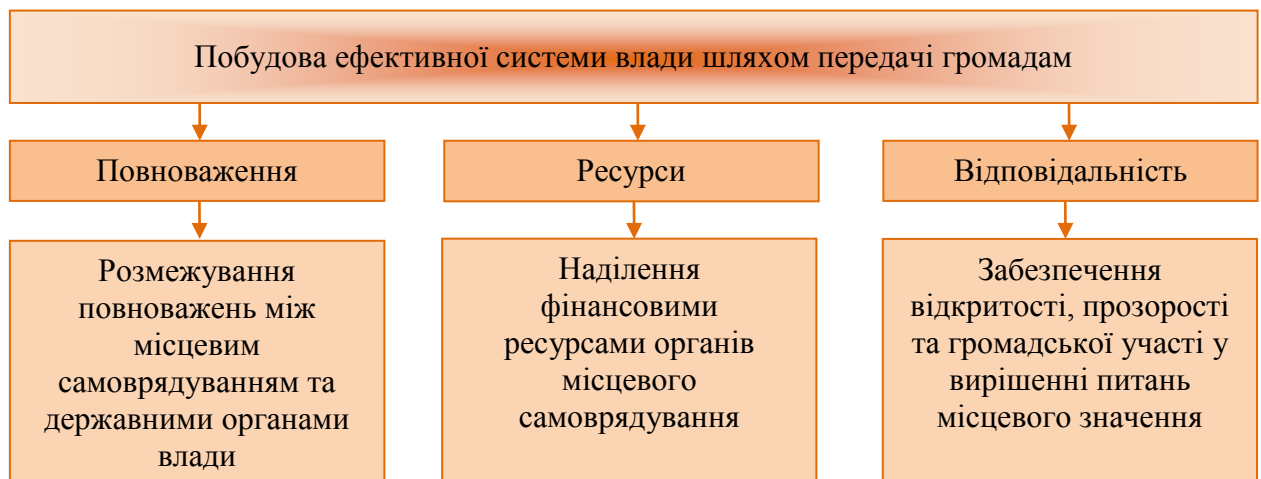 Побудова ефективної системи влади шляхом передачі громадам
Повноваження
Ресурси
Відповідальність
Розмежування
повноважень між
місцевим
самоврядуванням та
державними органами
влади
Наділення
фінансовими
ресурсами органів
місцевого
самоврядування
Забезпечення
відкритості, прозорості
та громадської участі у
вирішенні питань
місцевого значення